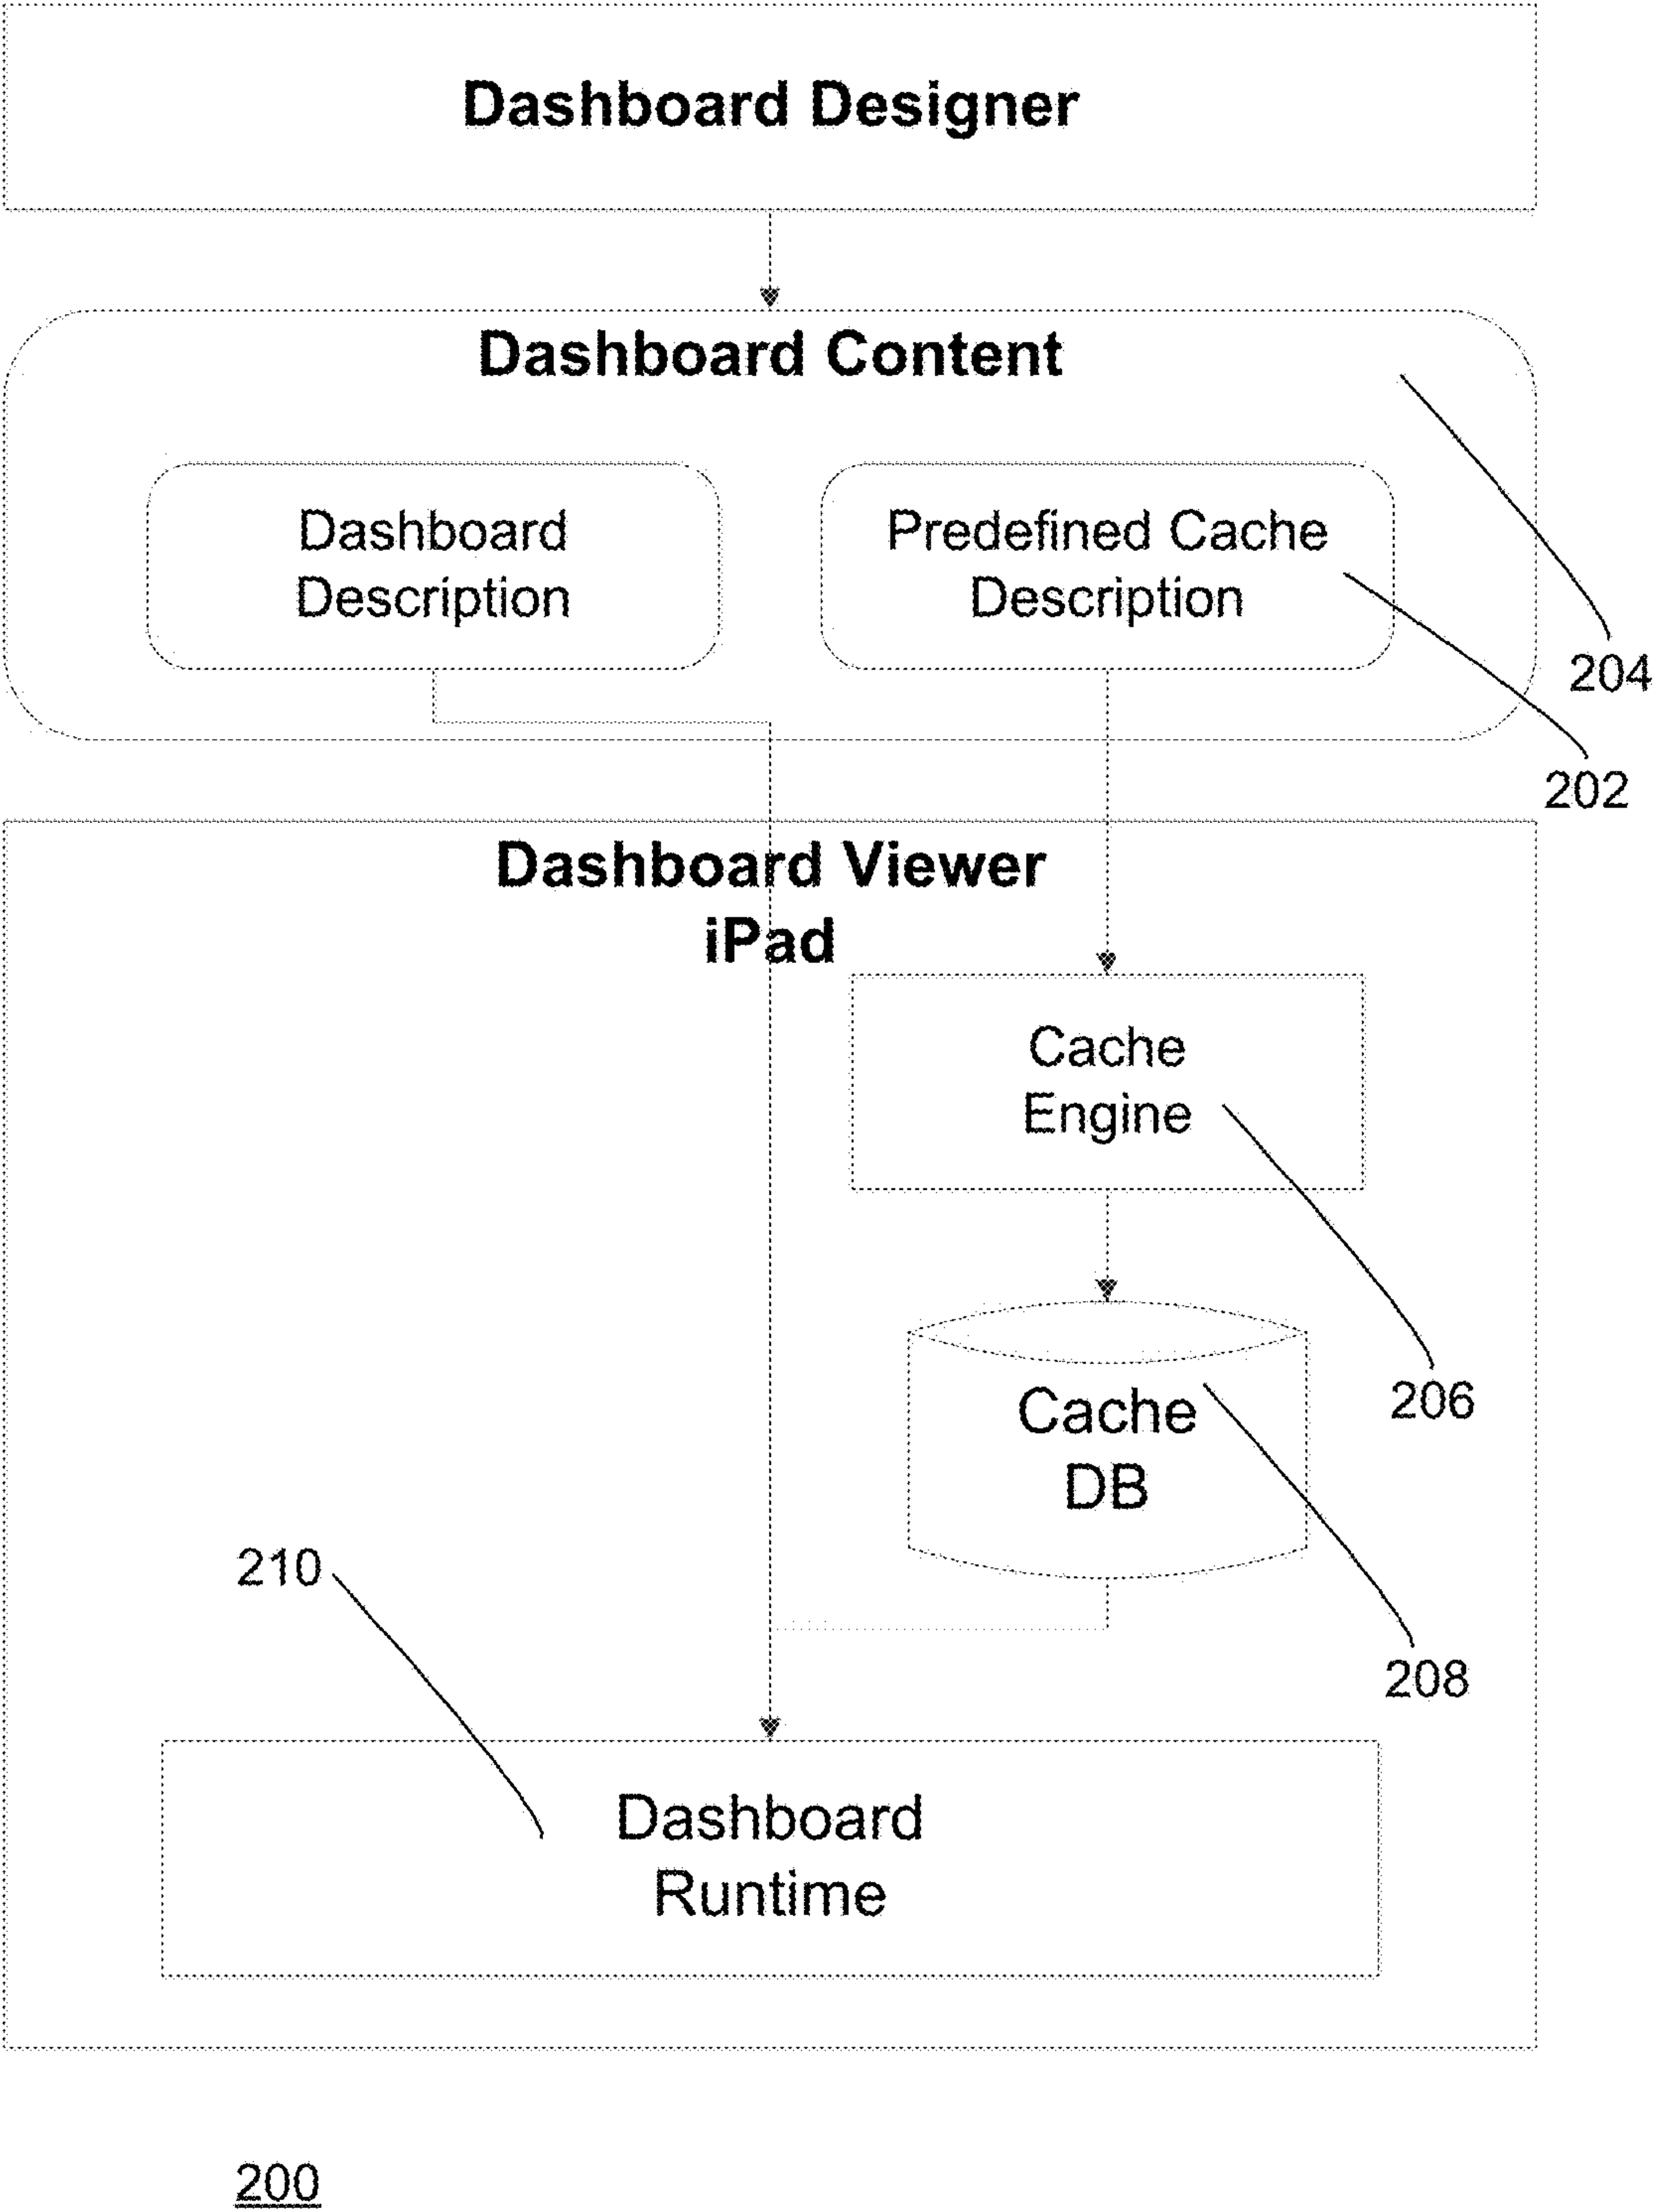 Dashboard Designer
Dashboard Content
Dashboard
Description
Predefined Cache
Description
204
202
Dashboard Viewer
iPad
Cache
Engine
206
Cache
DB
210
208
Dashboard
Runtime
200